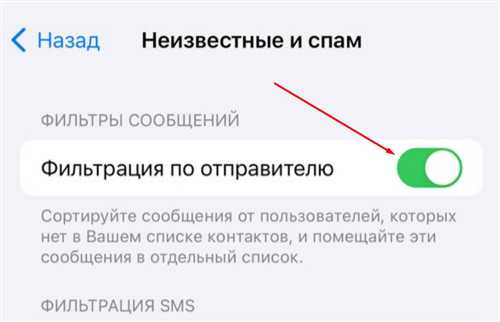 Назад
Неизвестные и спам
ФИЛЬТРЫ СООБЩЕНИЙ
Фильтрация по отправителю
Сортируйте сообщения от пользователей, которых
нет в Вашем списке контактов, и помещайте эти
сообщения в отдельный список.
ФИЛЬТРАЦИЯ SMS